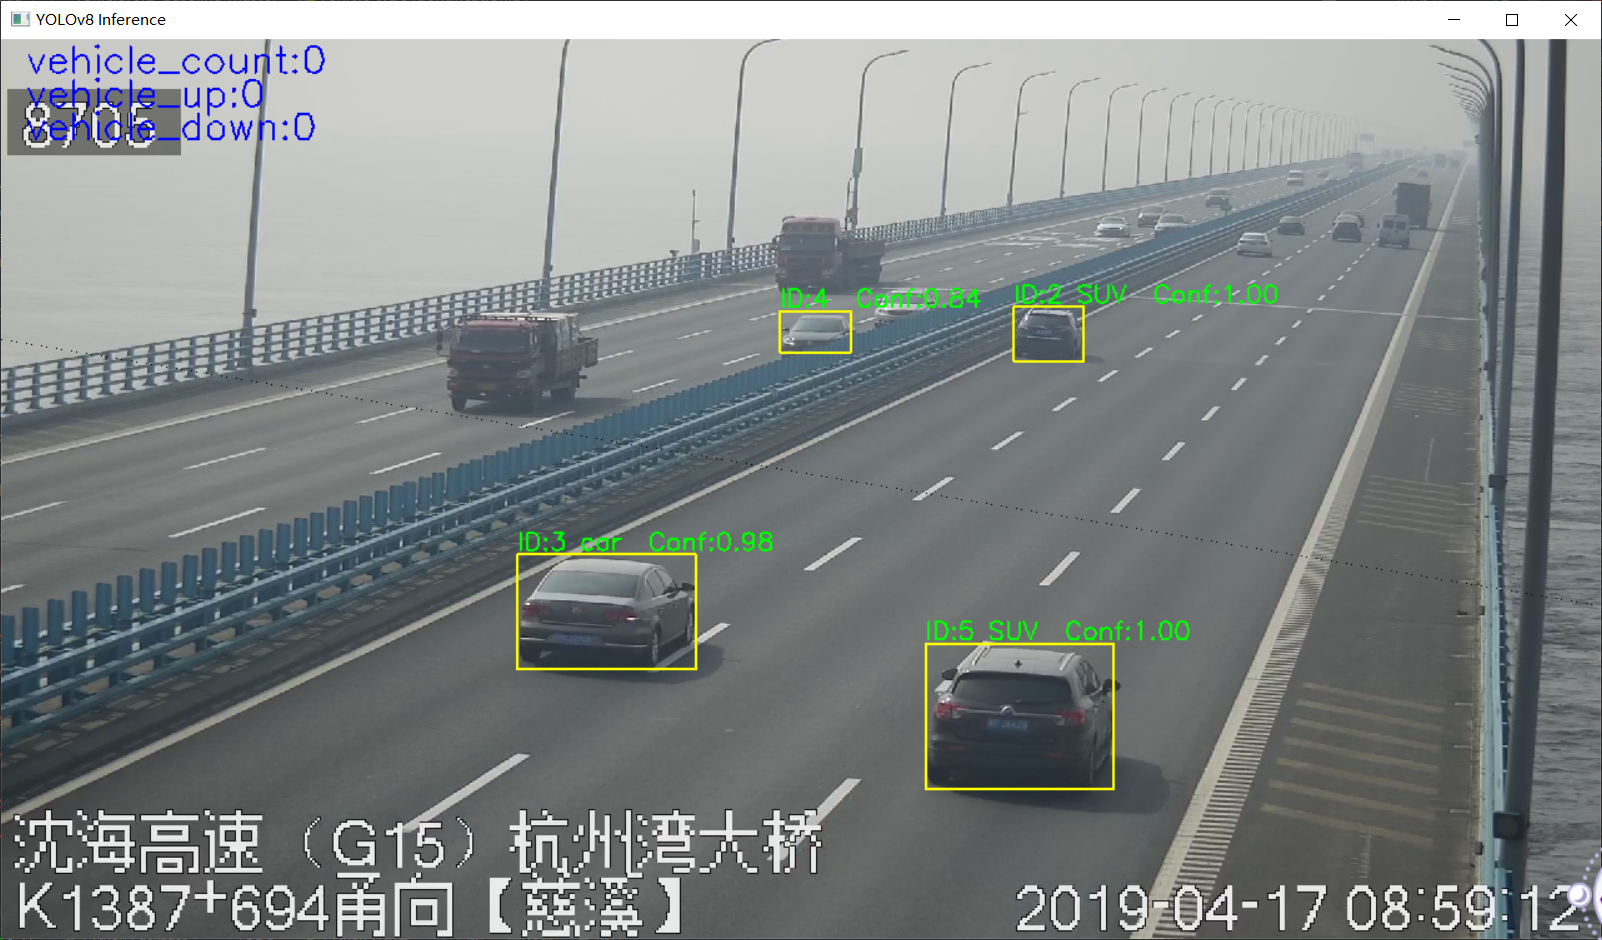 YOLOv8 Inference
vehicle_count:0
vehicle_up:0
8705
vehicle_down:0
ID:4 Conf:0.84
ID:2 SUV Conf:1.00
ID:3 car Conf:0.98
ID:5 SUV Conf:1.00
沈海高速（G15）杭州湾大桥
K1387+694甬向【慈溪】
2019-04-17 08:59:12